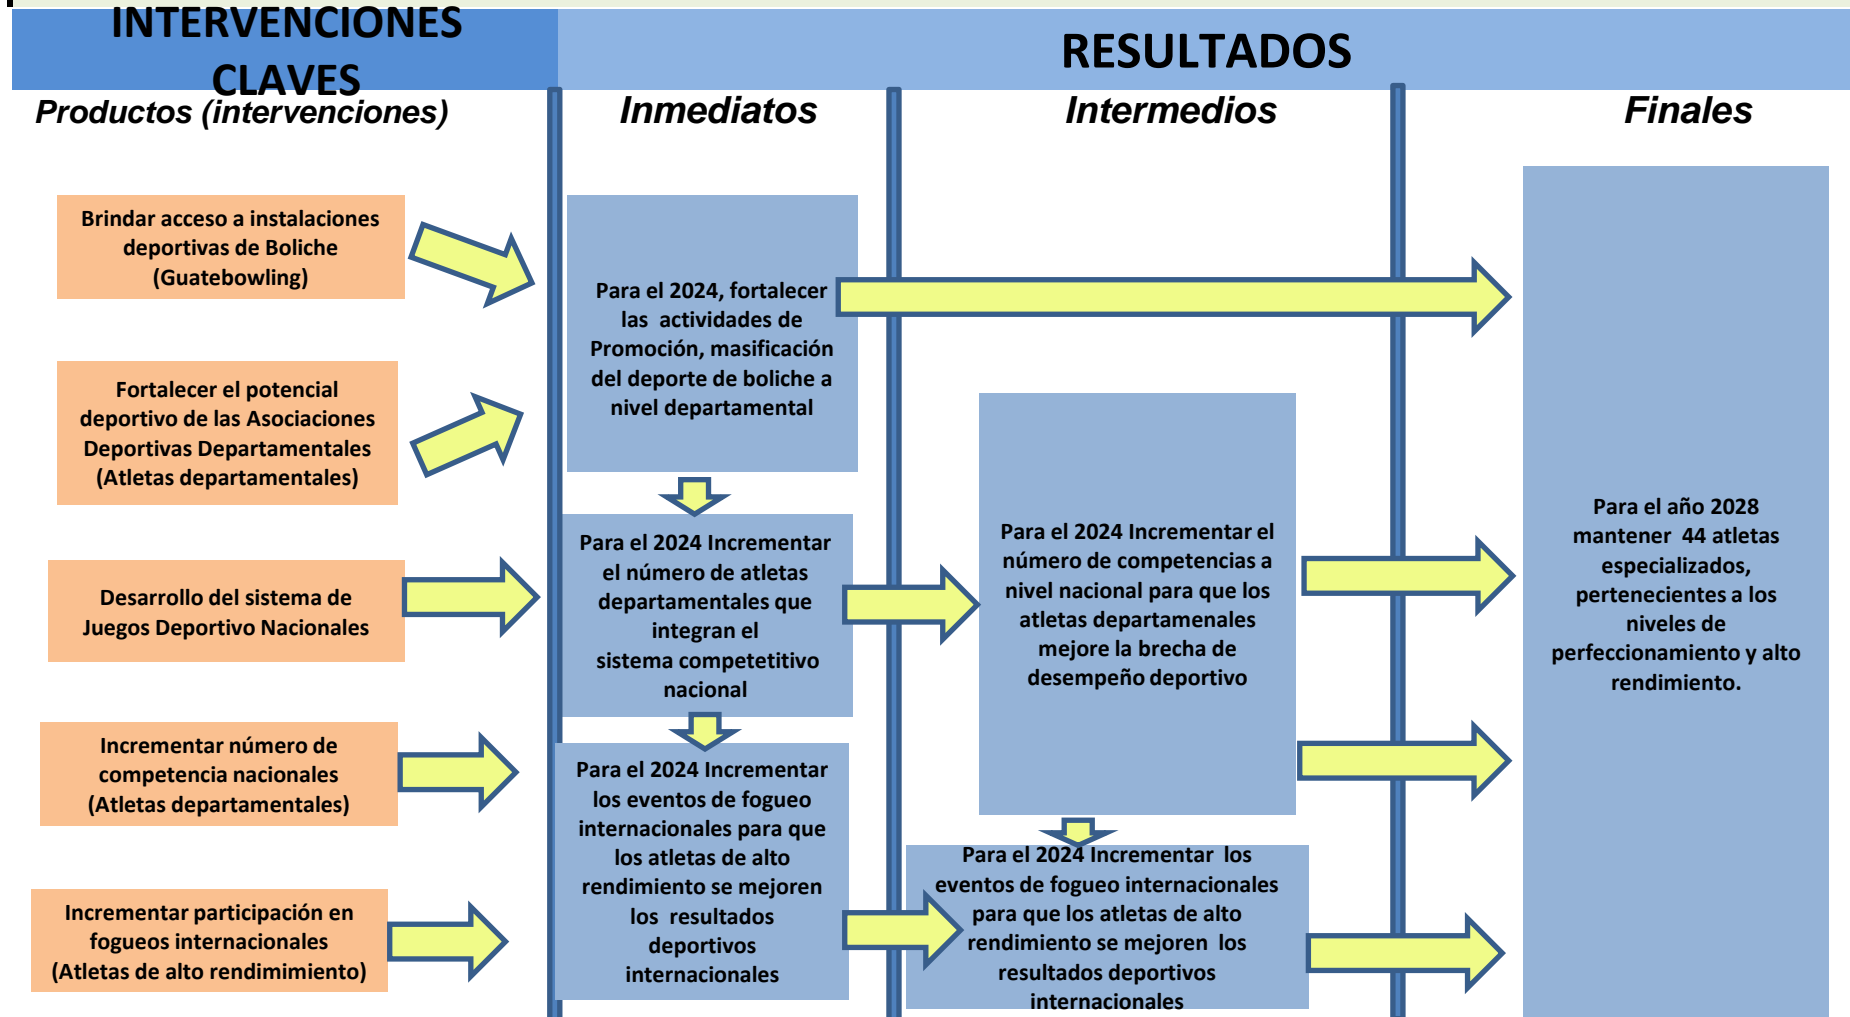 INTERVENCIONES
CLAVES
RESULTADOS
Productos (intervenciones)
Inmediatos
Intermedios
Finales
Brindar acceso a instalaciones
deportivas de Boliche
(Guatebowling)
Fortalecer el potencial
deportivo de las Asociaciones
Deportivas Departamentales
(Atletas departamentales)
Desarrollo del sistema de
Juegos Deportivo Nacionales
Incrementar número de
competencia nacionales
(Atletas departamentales)
Incrementar participación en
fogueos internacionales
(Atletas de alto rendimimiento)
Para el 2024, fortalecer
las actividades de
Promoción, masificación
del deporte de boliche a
nivel departamental
Para el 2024 Incrementar
el número de atletas
departamentales que
integran el
sistema competetitivo
nacional
Para el 2024 Incrementar
los eventos de fogueo
internacionales para que
los atletas de alto
rendimiento se mejoren
los resultados
deportivos
internacionales
Para el 2024 Incrementar el
número de competencias a
nivel nacional para que los
atletas departamenales
mejore la brecha de
desempeño deportivo
Para el 2024 Incrementar los
eventos de fogueo internacionales
para que los atletas de alto
rendimiento se mejoren los
resultados deportivos
internacionales
Para el año 2028
mantener 44 atletas
especializados,
pertenecientes a los
niveles de
perfeccionamiento y alto
rendimiento.